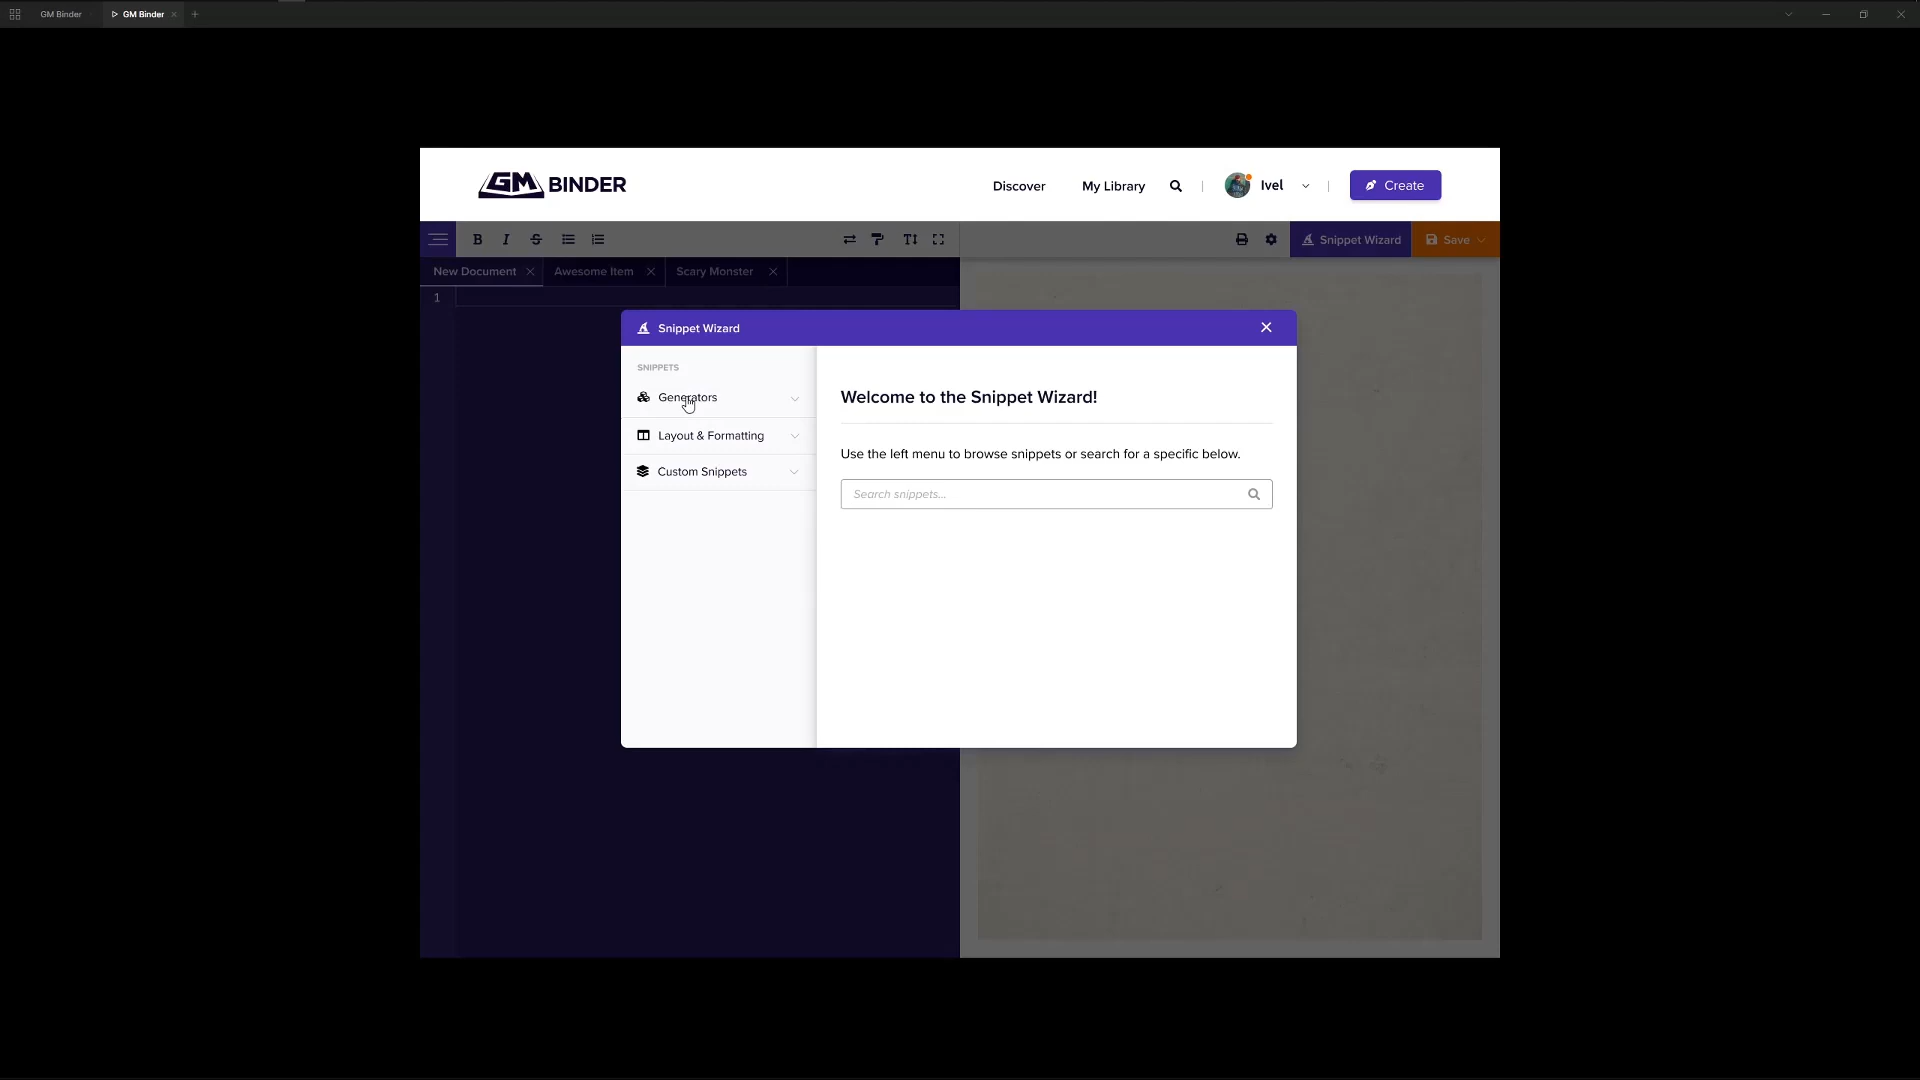 GM Binder
GM Binder
GM BINDER
Discover
My Library
Ivel
Create
Snippet Wizard
Save
New Document
Awesome Item
Scary Monster
1
Snippet Wizard
SNIPPETS
Generators
Layout & Formatting
Custom Snippets
Welcome to the Snippet Wizard!
Use the left menu to browse snippets or search for a specific below.
Search snippets...